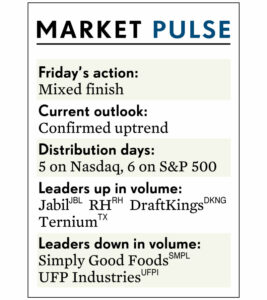 MARKET PULSE
Friday's action:
Mixed finish
Current outlook:
Confirmed uptrend
Distribution days:
5 on Nasdaq, 6 on S&P 500
Leaders up in volume:
JabilJBL RHRH DraftKingsDKNG
TerniumTX
Leaders down in volume:
Simply Good FoodsSMPL
UFP IndustriesUFPI